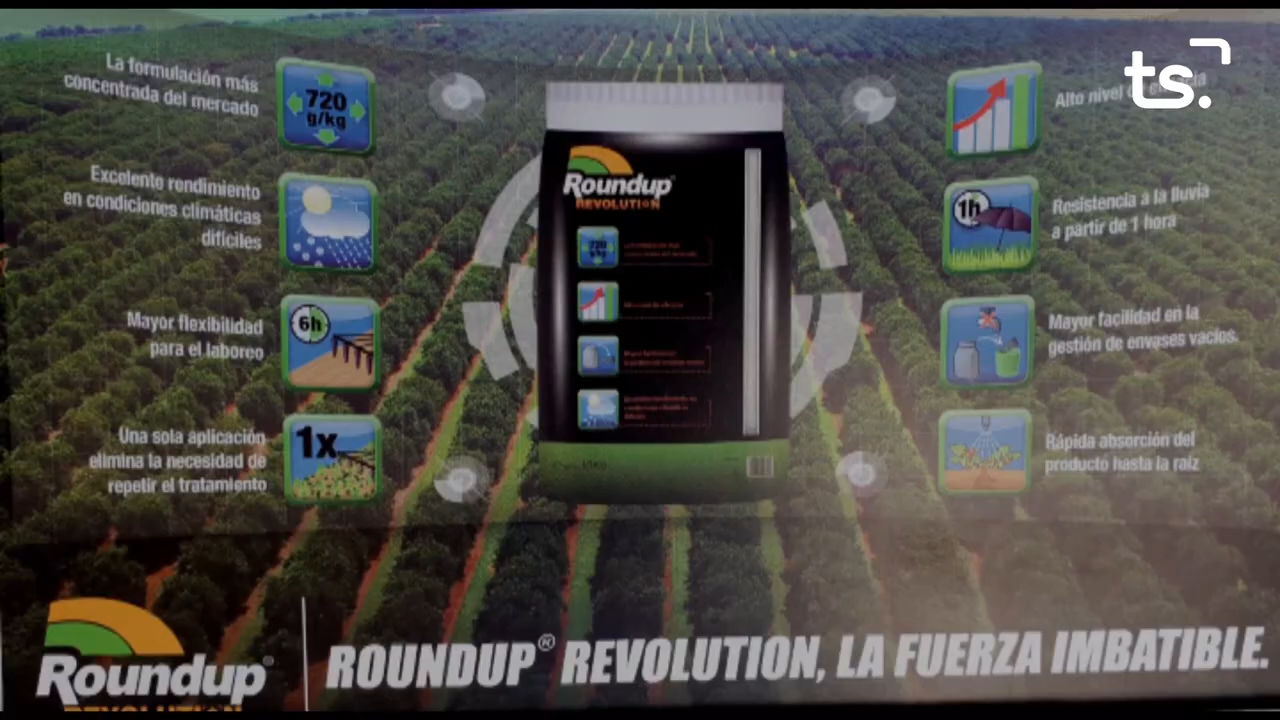 ts.
La formulación más
concentrada del mercado
720
g/kg
Excelente rendimiento
en condiciones climáticas
difíciles
6h
Mayor flexibilidad
para el laboreo
1x
Una sola aplicación
elimina la necesidad de
repetir el tratamiento
Roundup
REVOLUTION
720
g/kg
Alto nivel de
1h
Resistencia a la lluvia
a partir de 1 hora
Mayor facilidad en la
gestión de envases vacíos.
Rápida absorción del
producto hasta la raíz
Roundup®
REVOLUTION
ROUNDUP® REVOLUTION, LA FUERZA IMBATIBLE.